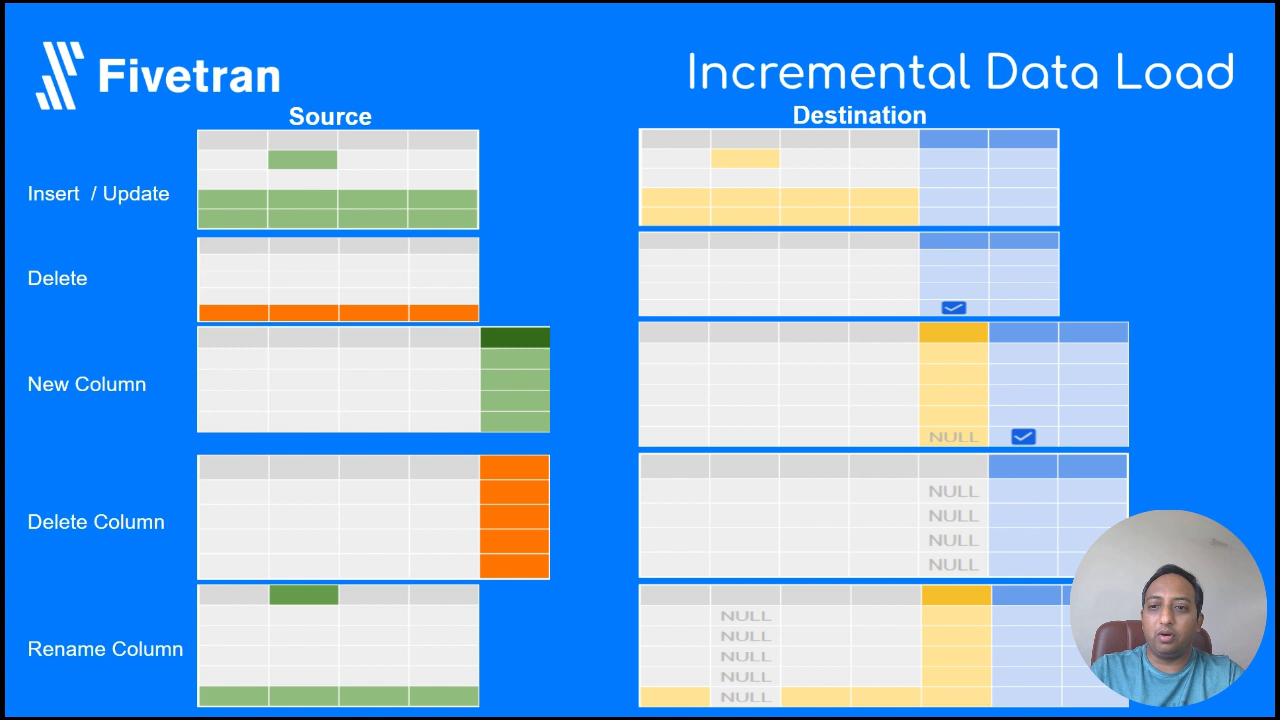 Fivetran
Incremental Data Load
Source
Destination
Insert / Update
Delete
New Column
NULL
Delete Column
NULL
NULL
NULL
NULL
Rename Column
NULL
NULL
NULL
NULL
NULL